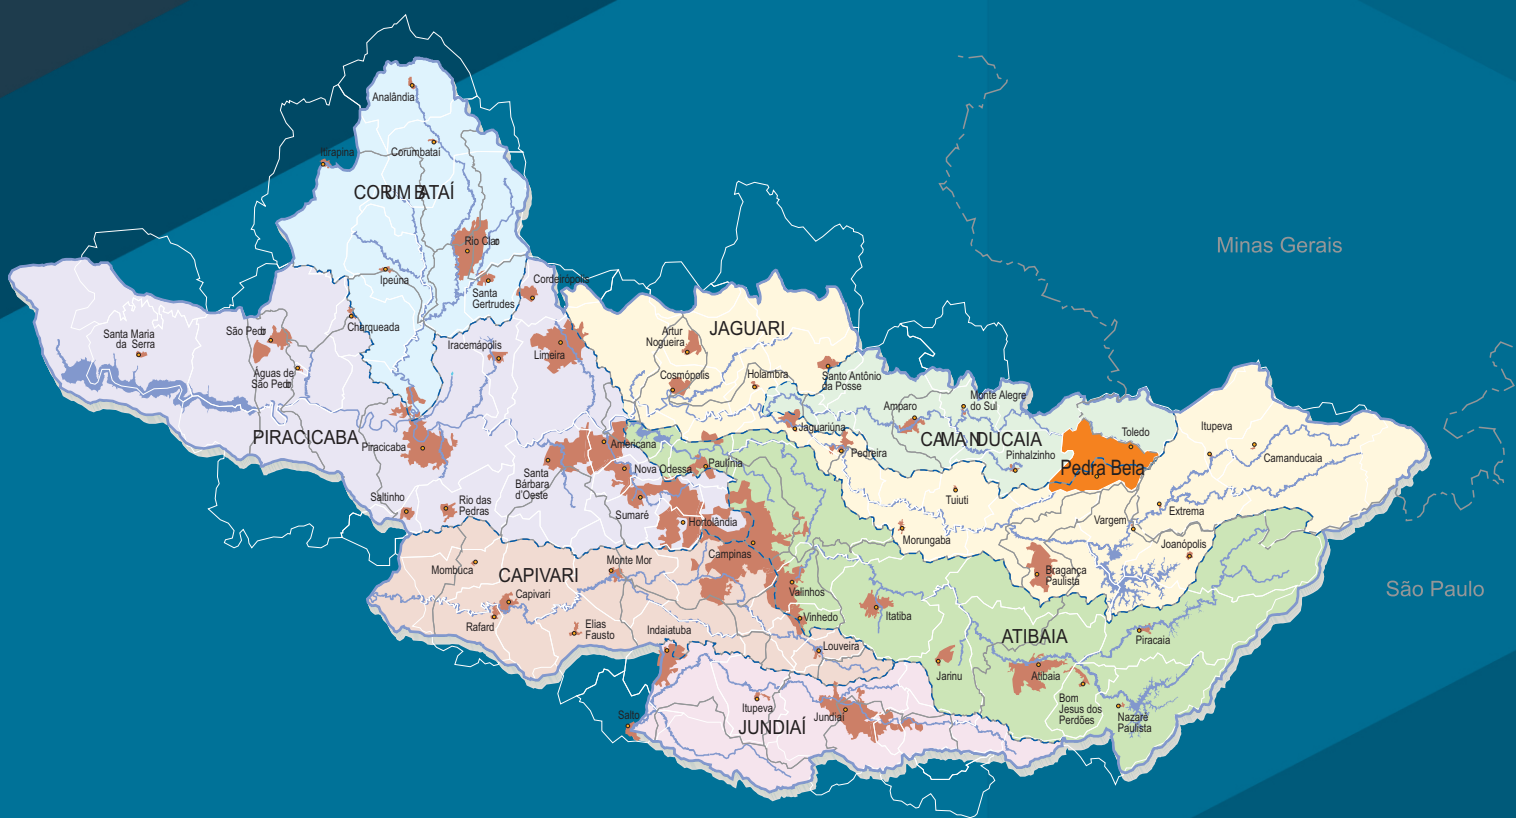 Analândia
Itirapina
Corumbataí
CORUMBATAÍ
Rio Claro
Minas Gerais
Ipeúna
Santa
Gertrudes
Cordeirópolis
Santa Maria
da Serra
São Pedro
Charqueada
Iracemápolis
Limeira
Artur
Nogueira
JAGUARI
Águas de
São Pedro
Cosmópolis
Holambra
Santo Antônio
da Posse
Monte Alegre
do Sul
Amparo
PIRACICABA
Piracicaba
Americana
Jaguariúna
Pedreira
CAMANDUCAIA
Pinhalzinho
Toledo
Itupeva
Camanducaia
Pedra Bela
Santa
Bárbara
d'Oeste
Nova Odessa
Paulínia
Saltinho
Rio das
Pedras
Sumaré
Hortolândia
Tuiuti
Extrema
Vargem
Morungaba
Joanópolis
Campinas
Mombuca
CAPIVARI
Monte Mor
Capivari
Rafard
Elias
Fausto
Valinhos
Vinhedo
Itatiba
Bragança
Paulista
São Paulo
Indaiatuba
Louveira
ATIBAIA
Piracaia
Jarinu
Atibaia
Bom
Jesus dos
Perdões
Nazaré
Paulista
Salto
Itupeva
Jundiaí
JUNDIAÍ